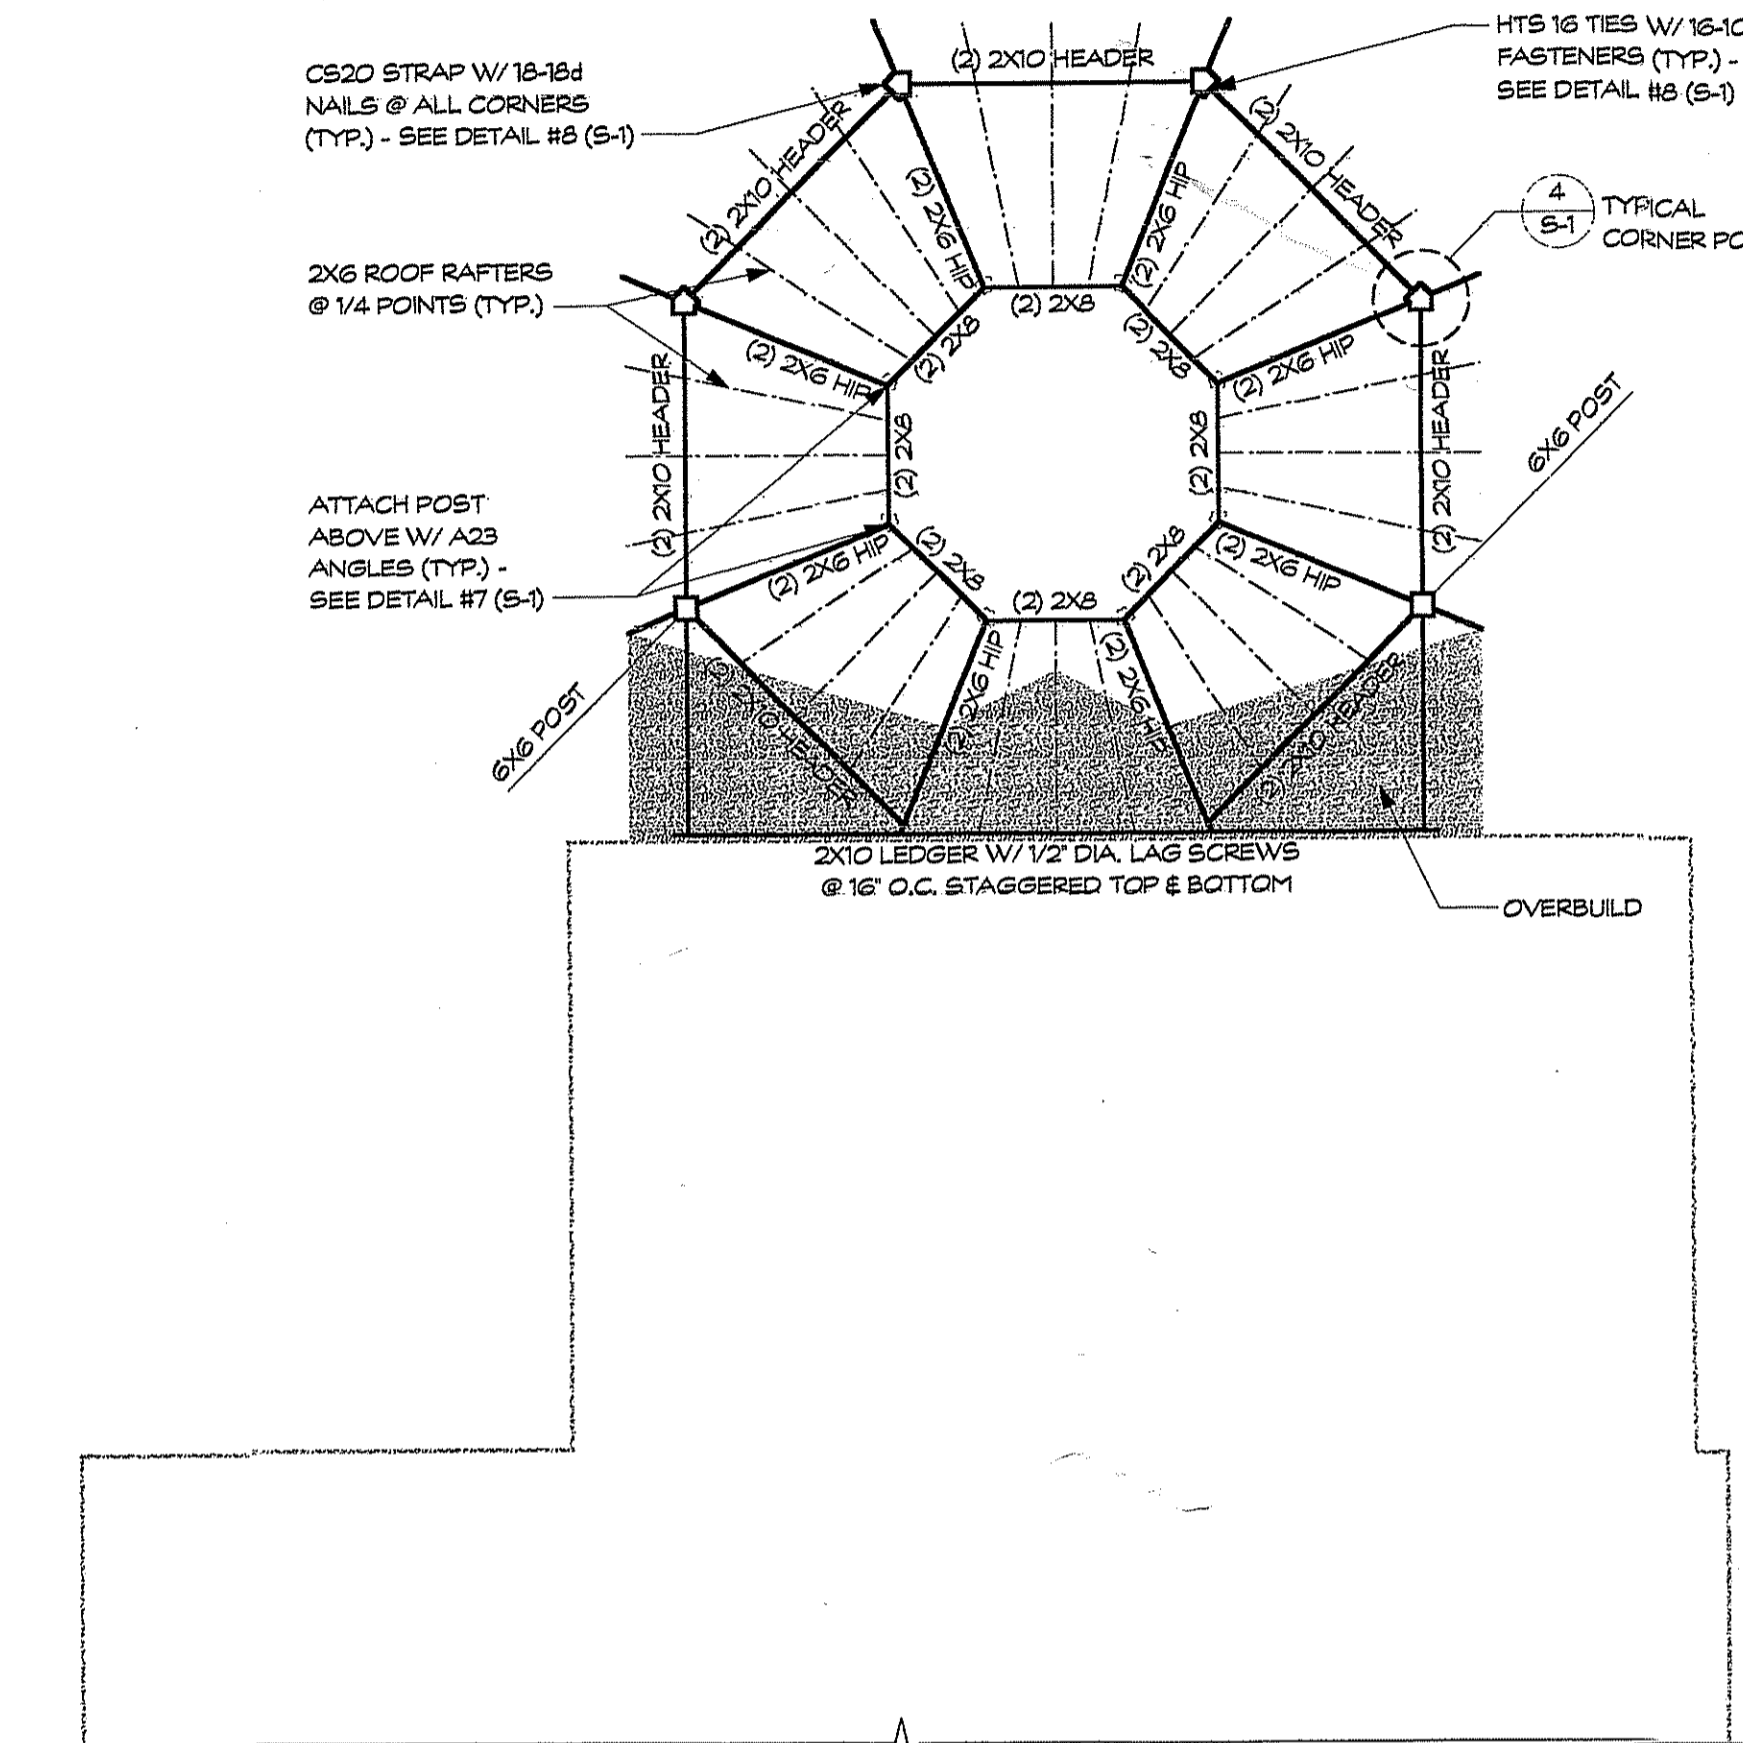 CS20 STRAP W/ 18-18d
NAILS @ ALL CORNERS
(TYP.) - SEE DETAIL #8 (S-1)
(2) 2X10 HEADER
HTS 16 TIES W/ 16-10
FASTENERS (TYP.) -
SEE DETAIL #8 (S-1)
(2) 2X10 HEADER
(2) 2X10 HEADER
4
S-1
TYPICAL
CORNER PO
(2) 2X6 HIP
(2) 2X6 HIP
2X6 ROOF RAFTERS
@ 1/4 POINTS (TYP.)
(2) 2X8
(2) 2X8
(2) 2X8
(2) 2X6 HIP
(2) 2X6 HIP
(2) 2X10 HEADER
(2) 2X8
(2) 2X8
(2) 2X10 HEADER
6X6 POST
ATTACH POST
ABOVE W/ A23
ANGLES (TYP.) -
SEE DETAIL #7 (S-1)
(2) 2X6 HIP
(2) 2X8
(2) 2X8
(2) 2X8
(2) 2X6 HIP
6X6 POST
(2) 2X10 HEADER
(2) 2X6 HIP
(2) 2X6 HIP
(2) 2X10 HEADER
2X10 LEDGER W/ 1/2" DIA. LAG SCREWS
@ 16" O.C. STAGGERED TOP & BOTTOM
OVERBUILD